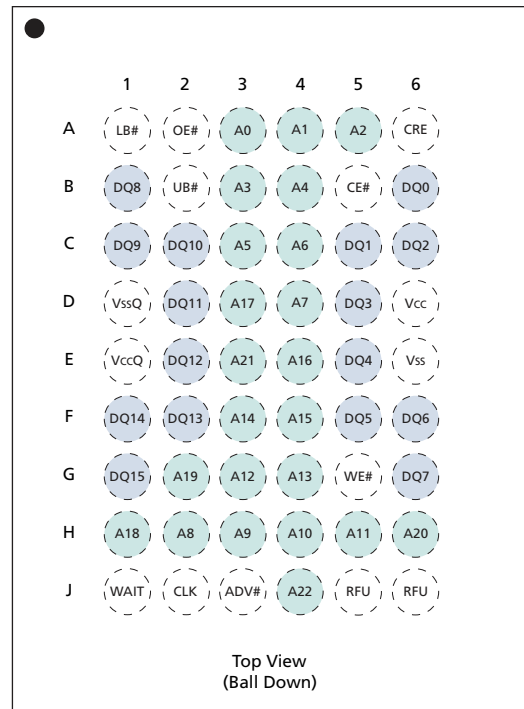 1 2 3 4 5 6
A LB# OE# A0 A1 A2 CRE
B DQ8 UB# A3 A4 CE# DQ0
C DQ9 DQ10 A5 A6 DQ1 DQ2
D VssQ DQ11 A17 A7 DQ3 Vcc
E VccQ DQ12 A21 A16 DQ4 Vss
F DQ14 DQ13 A14 A15 DQ5 DQ6
G DQ15 A19 A12 A13 WE# DQ7
H A18 A8 A9 A10 A11 A20
J WAIT CLK ADV# A22 RFU RFU
Top View
(Ball Down)